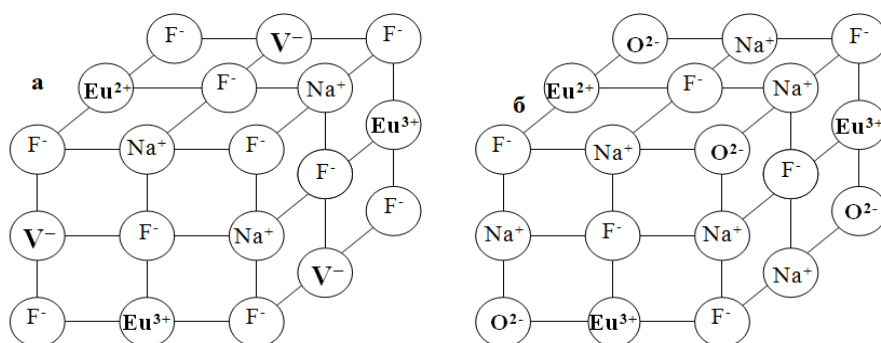 F⁻ V⁻ F⁻ O²⁻ Na⁺ F⁻
а Eu²⁺ F⁻ Na⁺ б Eu²⁺ F⁻ Na⁺
Eu³⁺ Eu³⁺
F⁻ Na⁺ F⁻ F⁻ Na⁺ O²⁻
F⁻ F⁻
F⁻ O²⁻
V⁻ F⁻ Na⁺ Na⁺ F⁻ Na⁺
V⁻ Na⁺
F⁻ Eu³⁺ F⁻ O²⁻ Eu³⁺ F⁻